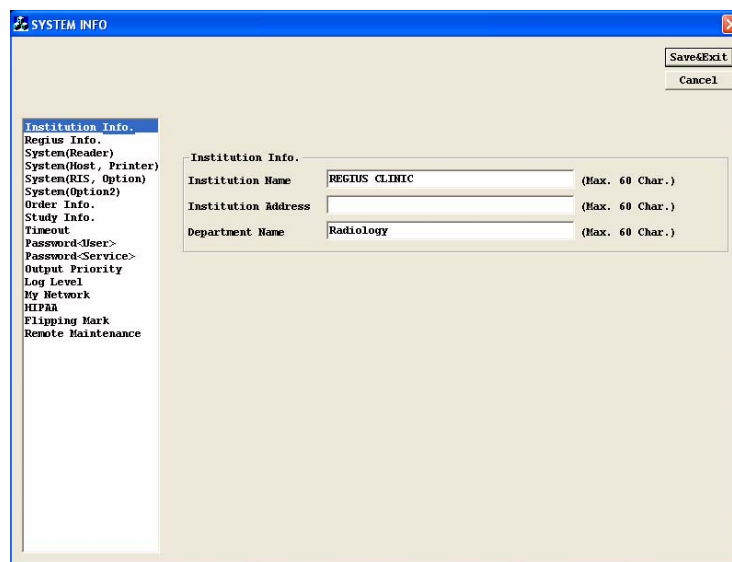 SYSTEM INFO
Save&Exit
Cancel
Institution Info.
Regius Info.
System(Reader)
System(Host, Printer)
System(RIS, Option)
System(Option2)
Order Info.
Study Info.
Timeout
Password<User>
Password<Service>
Output Priority
Log Level
My Network
HIPAA
Flipping Mark
Remote Maintenance
Institution Info.
Institution Name REGIUS CLINIC (Max. 60 Char.)
Institution Address (Max. 60 Char.)
Department Name Radiology (Max. 60 Char.)